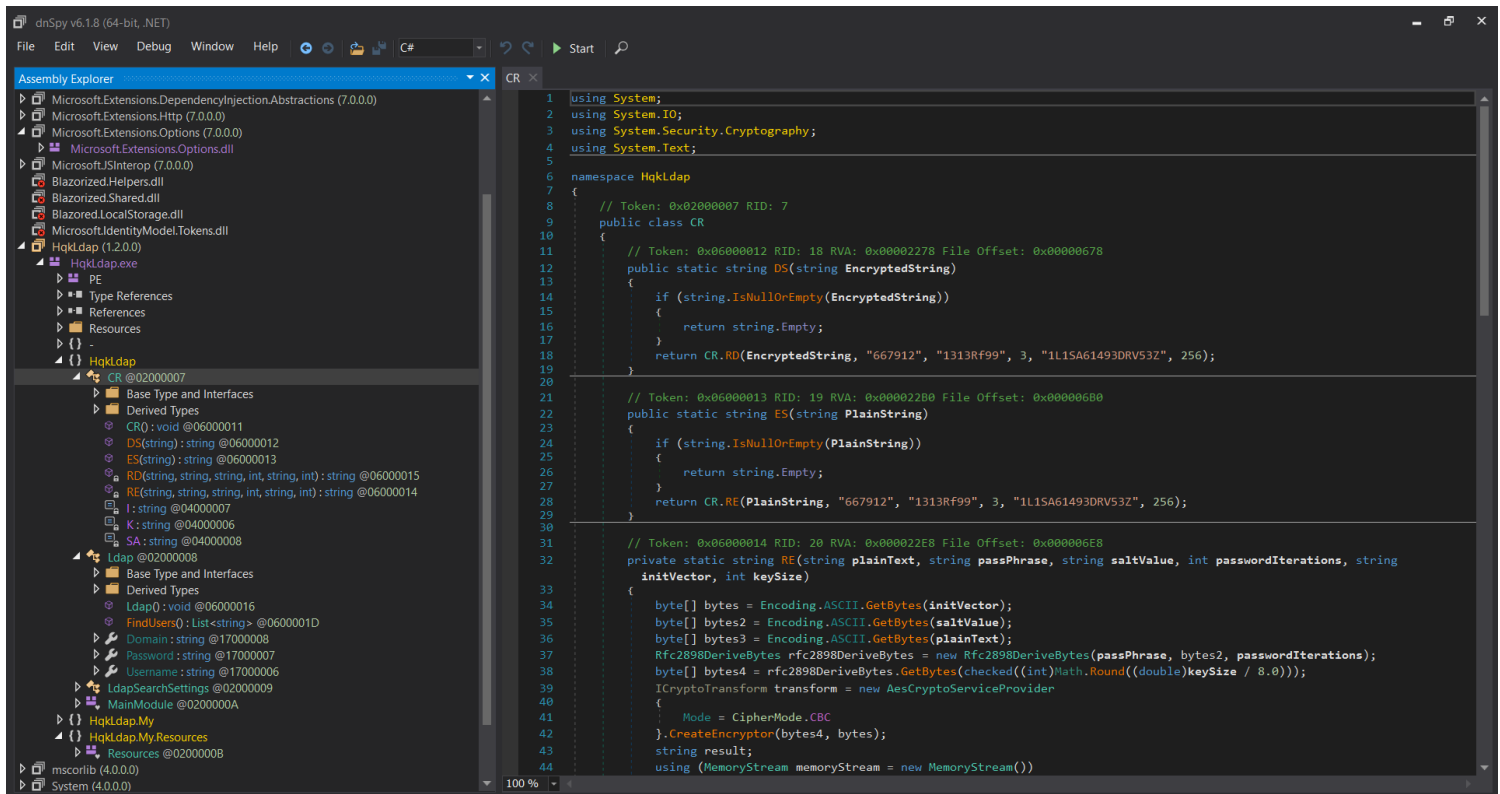 dnSpy v6.1.8 (64-bit, .NET)
File Edit View Debug Window Help C# Start
Assembly Explorer
Microsoft.Extensions.DependencyInjection.Abstractions (7.0.0.0)
Microsoft.Extensions.Http (7.0.0.0)
Microsoft.Extensions.Options (7.0.0.0)
Microsoft.Extensions.Options.dll
Microsoft.JSInterop (7.0.0.0)
Blazorized.Helpers.dll
Blazorized.Shared.dll
Blazored.LocalStorage.dll
Microsoft.IdentityModel.Tokens.dll
HqkLdap (1.2.0.0)
HqkLdap.exe
PE
Type References
References
Resources
{ } -
{ } HqkLdap
CR @02000007
Base Type and Interfaces
Derived Types
CR() : void @06000011
DS(string) : string @06000012
ES(string) : string @06000013
RD(string, string, string, int, string, int) : string @06000015
RE(string, string, string, int, string, int) : string @06000014
I : string @04000007
K : string @04000006
SA : string @04000008
Ldap @02000008
Base Type and Interfaces
Derived Types
Ldap() : void @06000016
FindUsers() : List<string> @0600001D
Domain : string @17000008
Password : string @17000007
Username : string @17000006
LdapSearchSettings @02000009
MainModule @0200000A
{ } HqkLdap.My
{ } HqkLdap.My.Resources
Resources @0200000B
mscorlib (4.0.0.0)
System (4.0.0.0)
CR
1 using System;
2 using System.IO;
3 using System.Security.Cryptography;
4 using System.Text;
5
6 namespace HqkLdap
7 {
8 // Token: 0x02000007 RID: 7
9 public class CR
10 {
11 // Token: 0x06000012 RID: 18 RVA: 0x00002278 File Offset: 0x00000678
12 public static string DS(string EncryptedString)
13 {
14 if (string.IsNullOrEmpty(EncryptedString))
15 {
16 return string.Empty;
17 }
18 return CR.RD(EncryptedString, "667912", "1313Rf99", 3, "1L1SA61493DRV53Z", 256);
19 }
20
21 // Token: 0x06000013 RID: 19 RVA: 0x000022B0 File Offset: 0x000006B0
22 public static string ES(string PlainString)
23 {
24 if (string.IsNullOrEmpty(PlainString))
25 {
26 return string.Empty;
27 }
28 return CR.RE(PlainString, "667912", "1313Rf99", 3, "1L1SA61493DRV53Z", 256);
29 }
30
31 // Token: 0x06000014 RID: 20 RVA: 0x000022E8 File Offset: 0x000006E8
32 private static string RE(string plainText, string passPhrase, string saltValue, int passwordIterations, string
initVector, int keySize)
33 {
34 byte[] bytes = Encoding.ASCII.GetBytes(initVector);
35 byte[] bytes2 = Encoding.ASCII.GetBytes(saltValue);
36 byte[] bytes3 = Encoding.ASCII.GetBytes(plainText);
37 Rfc2898DeriveBytes rfc2898DeriveBytes = new Rfc2898DeriveBytes(passPhrase, bytes2, passwordIterations);
38 byte[] bytes4 = rfc2898DeriveBytes.GetBytes(checked((int)Math.Round((double)keySize / 8.0)));
39 ICryptoTransform transform = new AesCryptoServiceProvider
40 {
41 Mode = CipherMode.CBC
42 }.CreateEncryptor(bytes4, bytes);
43 string result;
44 using (MemoryStream memoryStream = new MemoryStream())
100 %